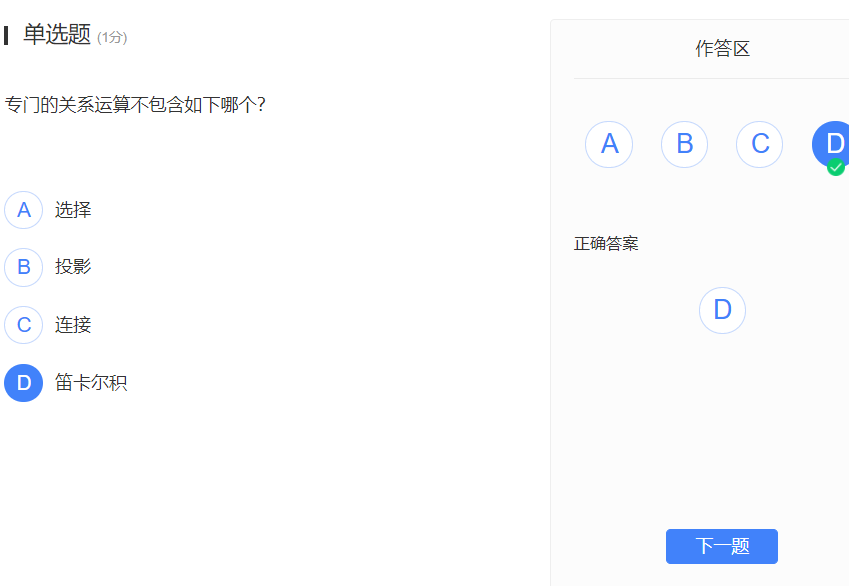 单选题 (1分)
专门的关系运算不包含如下哪个?
A 选择
B 投影
C 连接
D 笛卡尔积
作答区
A B C D
正确答案
D
下一题